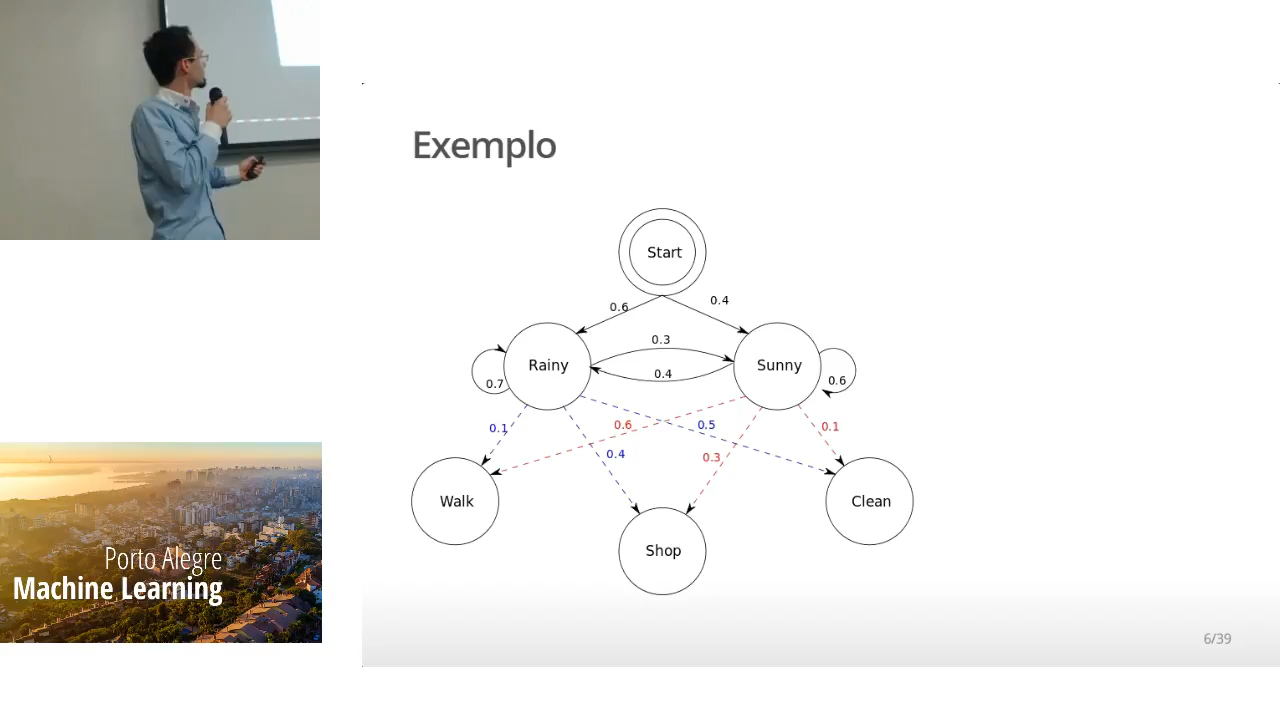 Exemplo
Start
0.6
0.4
0.3
Rainy
Sunny
0.4
0.7
0.6
0.1
0.6
0.5
0.1
0.4
0.3
Walk
Clean
Shop
Porto Alegre
Machine Learning
6/39